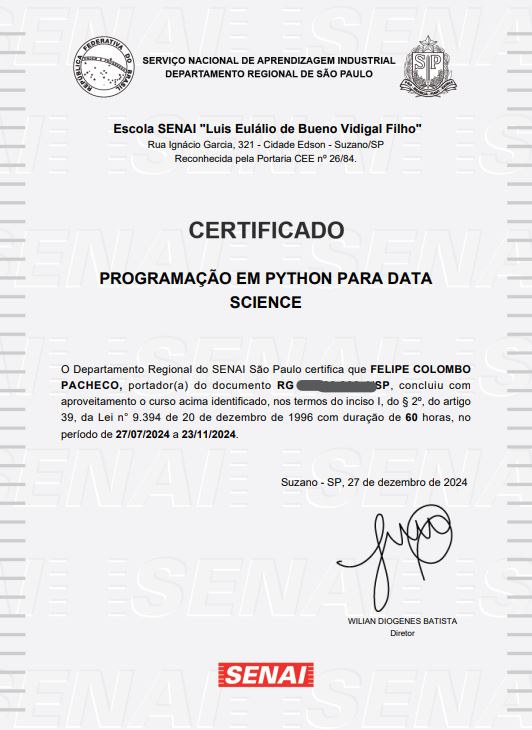 REPÚBLICA FEDERATIVA DO BRASIL
SERVIÇO NACIONAL DE APRENDIZAGEM INDUSTRIAL
DEPARTAMENTO REGIONAL DE SÃO PAULO
SP
Escola SENAI "Luis Eulálio de Bueno Vidigal Filho"
Rua Ignácio Garcia, 321 - Cidade Edson - Suzano/SP
Reconhecida pela Portaria CEE nº 26/84.
CERTIFICADO
PROGRAMAÇÃO EM PYTHON PARA DATA
SCIENCE
O Departamento Regional do SENAI São Paulo certifica que FELIPE COLOMBO
PACHECO, portador(a) do documento RG SP, concluiu com
aproveitamento o curso acima identificado, nos termos do inciso I, do § 2º, do artigo
39, da Lei n° 9.394 de 20 de dezembro de 1996 com duração de 60 horas, no
período de 27/07/2024 a 23/11/2024.
Suzano - SP, 27 de dezembro de 2024
WILIAN DIOGENES BATISTA
Diretor
SENAI